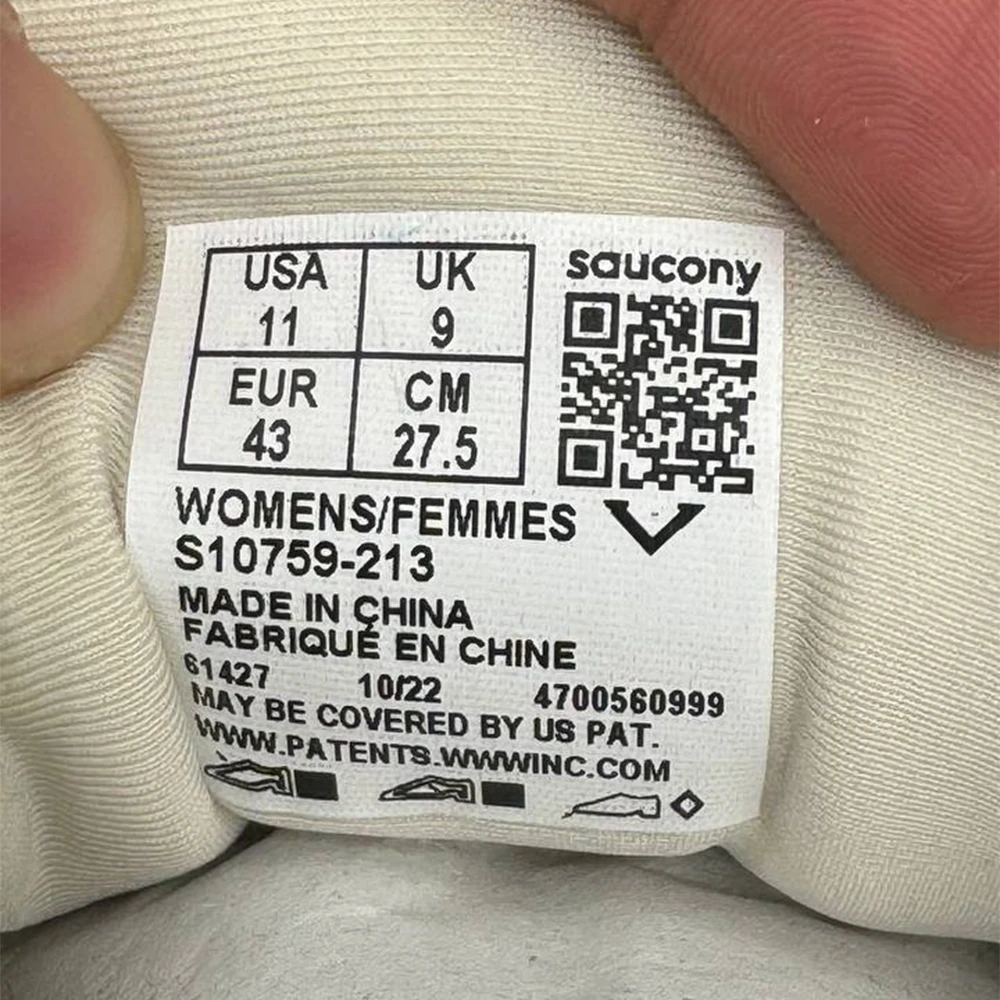 USA UK
11 9
EUR CM
43 27.5
saucony
WOMENS/FEMMES
S10759-213
MADE IN CHINA
FABRIQUÉ EN CHINE
61427 10/22 4700560999
MAY BE COVERED BY US PAT.
WWW.PATENTS.WWWINC.COM